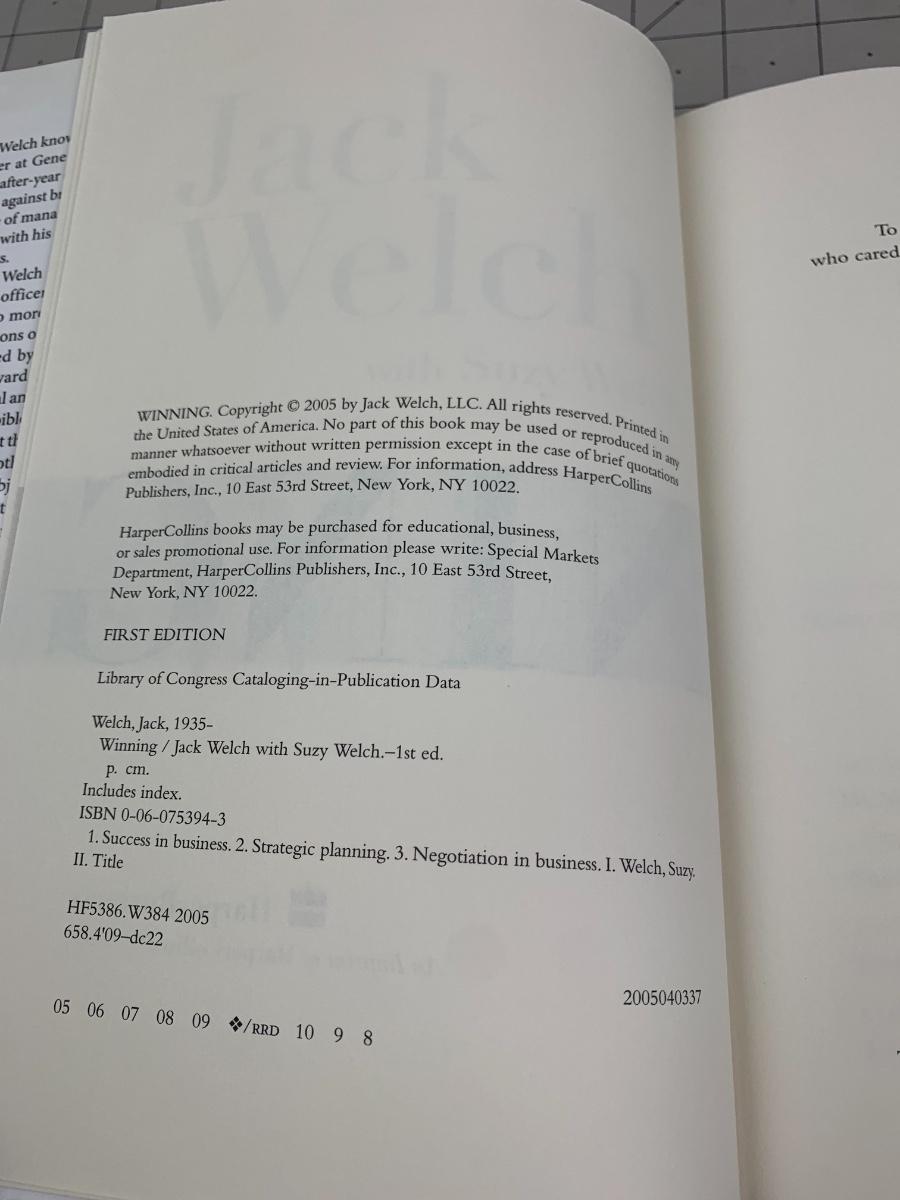 Welch
er at Gene
after-year
against
of mana
with his
s.
Welch
ons o
ed by
Jack
Welch
with Suzy
WINNING. Copyright © 2005 by Jack Welch, LLC. All rights reserved. Printed in
the United States of America. No part of this book may be used or reproduced in any
manner whatsoever without written permission except in the case of brief quotations
embodied in critical articles and review. For information, address HarperCollins
Publishers, Inc., 10 East 53rd Street, New York, NY 10022.
HarperCollins books may be purchased for educational, business,
or sales promotional use. For information please write: Special Markets
Department, HarperCollins Publishers, Inc., 10 East 53rd Street,
New York, NY 10022.
FIRST EDITION
Library of Congress Cataloging-in-Publication Data
Welch, Jack, 1935-
Winning / Jack Welch with Suzy Welch.—1st ed.
p. cm.
Includes index.
ISBN 0-06-075394-3
1. Success in business. 2. Strategic planning. 3. Negotiation in business. I. Welch, Suzy.
II. Title
HF5386.W384 2005
658.4'09—dc22
2005040337
05 06 07 08 09 ❖/RRD 10 9 8
To
who cared